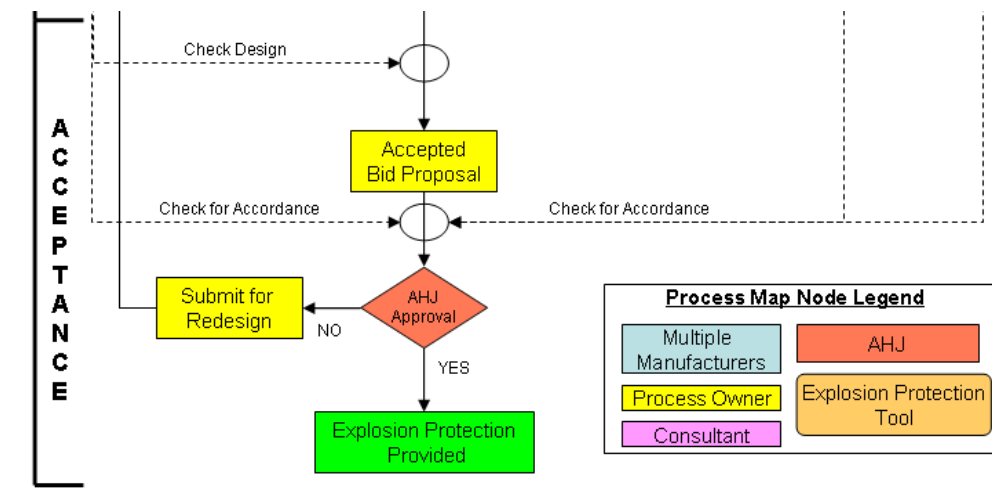 Check Design
ACCEPTANCE
Accepted
Bid Proposal
Check for Accordance
Check for Accordance
Submit for
Redesign
AHJ
Approval
NO
YES
Explosion Protection
Provided
Process Map Node Legend
Multiple
Manufacturers
AHJ
Process Owner
Explosion Protection
Tool
Consultant